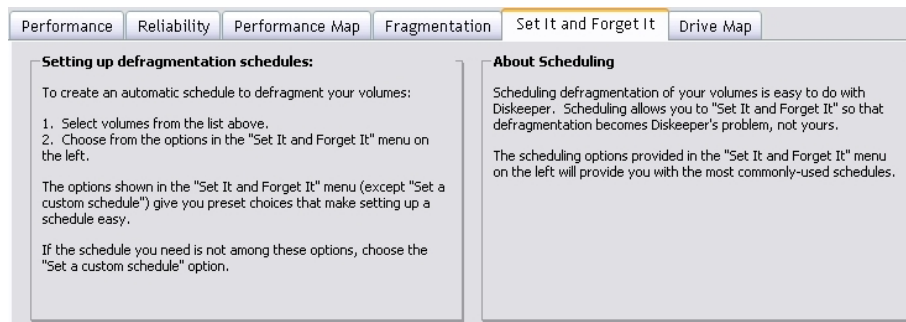 Performance Reliability Performance Map Fragmentation Set It and Forget It Drive Map
Setting up defragmentation schedules:
To create an automatic schedule to defragment your volumes:
1. Select volumes from the list above.
2. Choose from the options in the "Set It and Forget It" menu on
the left.
The options shown in the "Set It and Forget It" menu (except "Set a
custom schedule") give you preset choices that make setting up a
schedule easy.
If the schedule you need is not among these options, choose the
"Set a custom schedule" option.
About Scheduling
Scheduling defragmentation of your volumes is easy to do with
Diskeeper. Scheduling allows you to "Set It and Forget It" so that
defragmentation becomes Diskeeper's problem, not yours.
The scheduling options provided in the "Set It and Forget It" menu
on the left will provide you with the most commonly-used schedules.